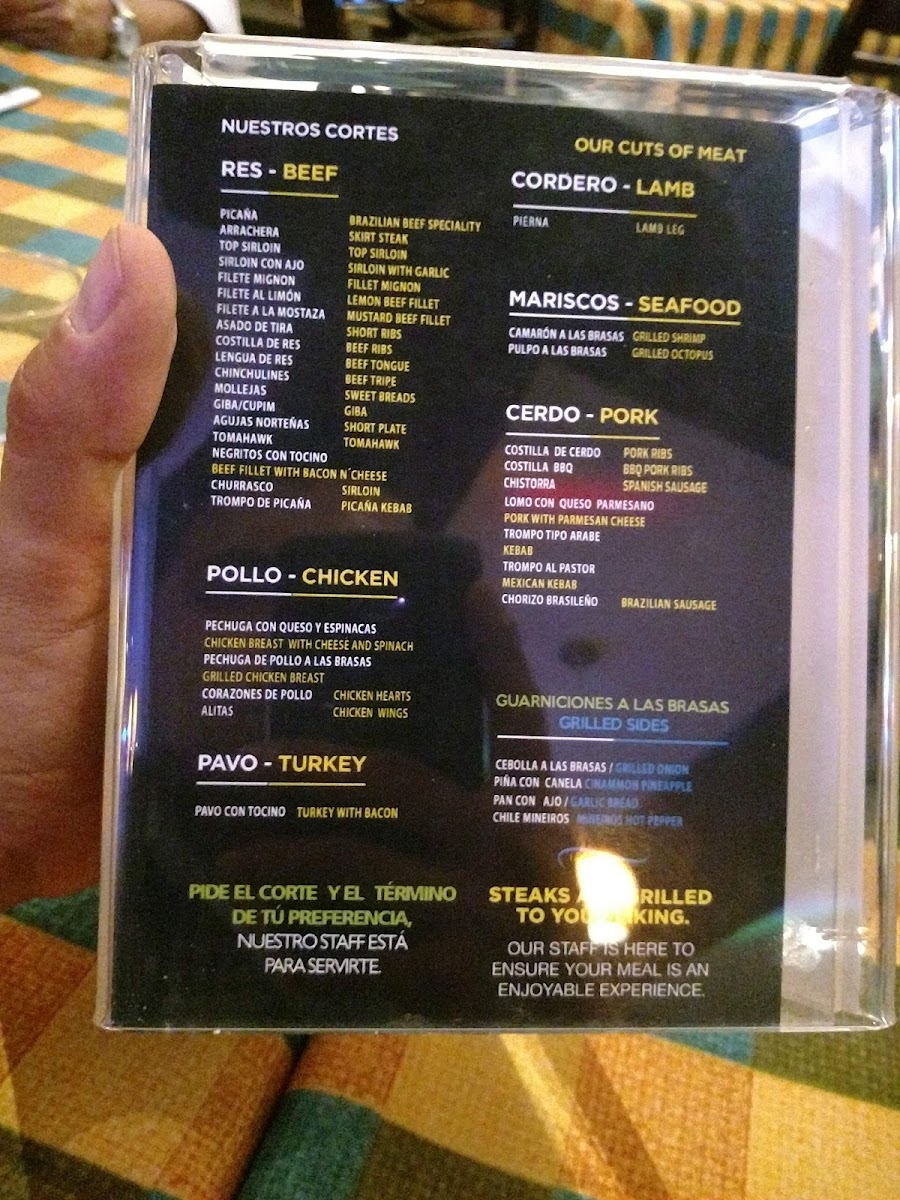 NUESTROS CORTES
OUR CUTS OF MEAT
RES - BEEF
PICAÑA BRAZILIAN BEEF SPECIALITY
ARRACHERA SKIRT STEAK
TOP SIRLOIN TOP SIRLOIN
SIRLOIN CON AJO SIRLOIN WITH GARLIC
FILETE MIGNON FILLET MIGNON
FILETE AL LIMÓN LEMON BEEF FILLET
FILETE A LA MOSTAZA MUSTARD BEEF FILLET
ASADO DE TIRA SHORT RIBS
COSTILLA DE RES BEEF RIBS
LENGUA DE RES BEEF TONGUE
CHINCHULINES BEEF TRIPE
MOLLEJAS SWEET BREADS
GIBA/CUPIM GIBA
AGUJAS NORTEÑAS SHORT PLATE
TOMAHAWK TOMAHAWK
NEGRITOS CON TOCINO
BEEF FILLET WITH BACON N´CHEESE
CHURRASCO SIRLOIN
TROMPO DE PICAÑA PICAÑA KEBAB
POLLO - CHICKEN
PECHUGA CON QUESO Y ESPINACAS
CHICKEN BREAST WITH CHEESE AND SPINACH
PECHUGA DE POLLO A LAS BRASAS
GRILLED CHICKEN BREAST
CORAZONES DE POLLO CHICKEN HEARTS
ALITAS CHICKEN WINGS
PAVO - TURKEY
PAVO CON TOCINO TURKEY WITH BACON
PIDE EL CORTE Y EL TÉRMINO
DE TÚ PREFERENCIA,
NUESTRO STAFF ESTÁ
PARA SERVIRTE.
CORDERO - LAMB
PIERNA LAMB LEG
MARISCOS - SEAFOOD
CAMARÓN A LAS BRASAS GRILLED SHRIMP
PULPO A LAS BRASAS GRILLED OCTOPUS
CERDO - PORK
COSTILLA DE CERDO PORK RIBS
COSTILLA BBQ BBQ PORK RIBS
CHISTORRA SPANISH SAUSAGE
LOMO CON QUESO PARMESANO
PORK WITH PARMESAN CHEESE
TROMPO TIPO ARABE
KEBAB
TROMPO AL PASTOR
MEXICAN KEBAB
CHORIZO BRASILEÑO BRAZILIAN SAUSAGE
GUARNICIONES A LAS BRASAS
GRILLED SIDES
CEBOLLA A LAS BRASAS / GRILLED ONION
PIÑA CON CANELA CINAMMON PINEAPPLE
PAN CON AJO / GARLIC BREAD
CHILE MINEIROS MINEIROS HOT PEPPER
STEAKS GRILLED
TO
OUR STAFF IS HERE TO
ENSURE YOUR MEAL IS AN
ENJOYABLE EXPERIENCE.